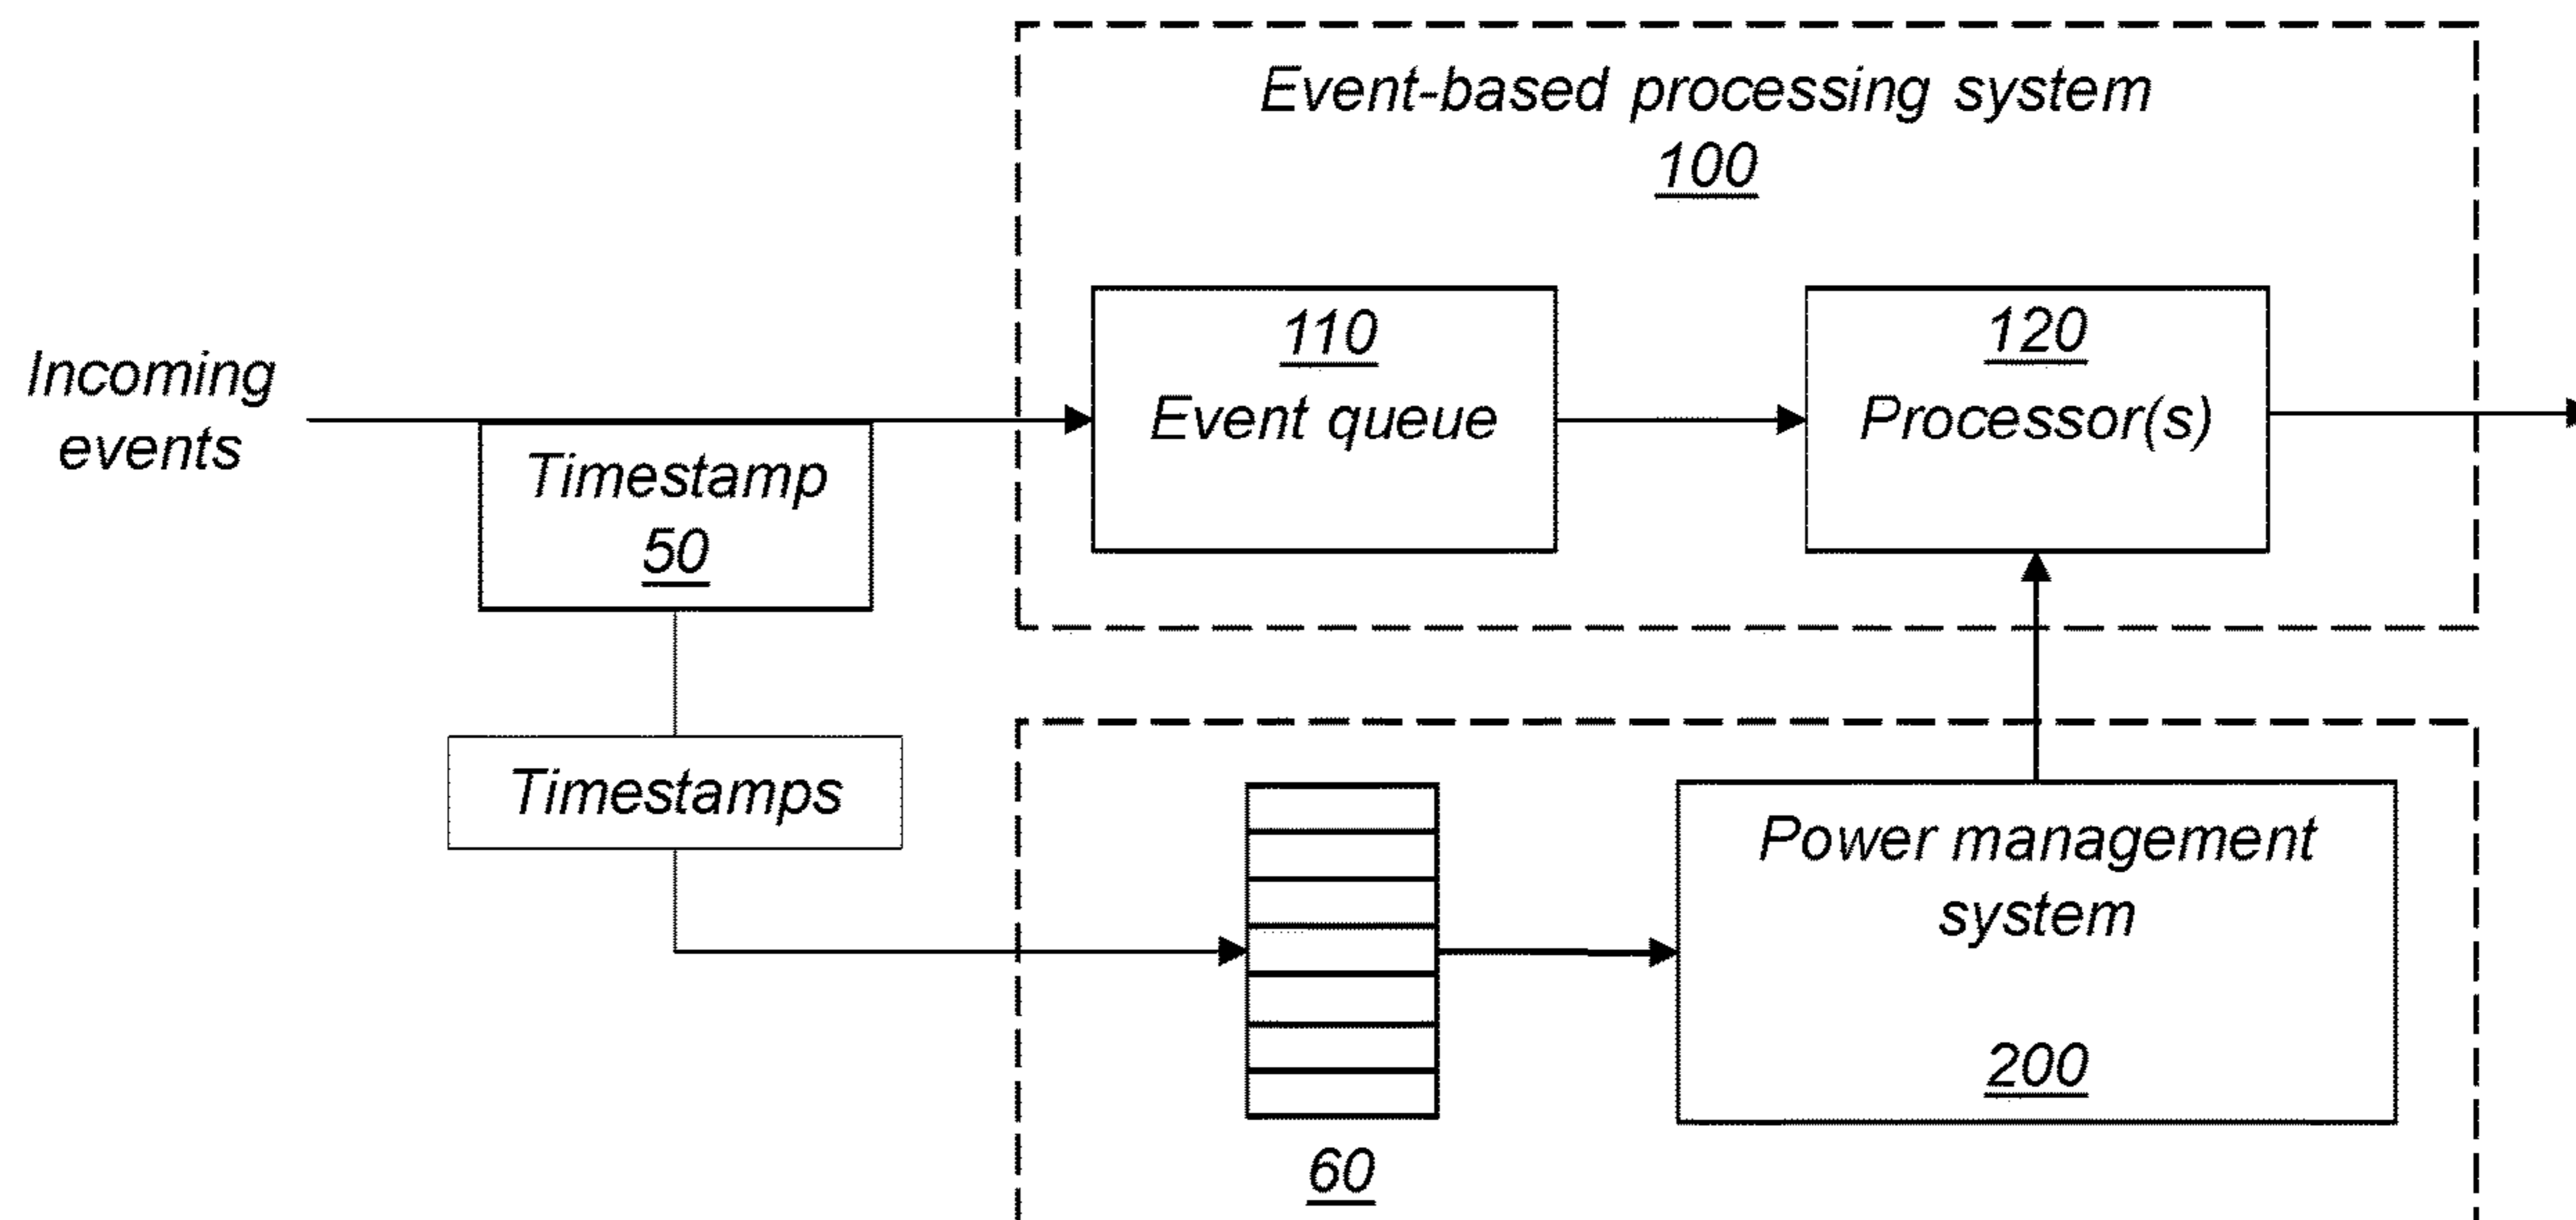 Event-based processing system
100
Incoming
events
Timestamp
50
110
Event queue
120
Processor(s)
Timestamps
60
Power management
system
200